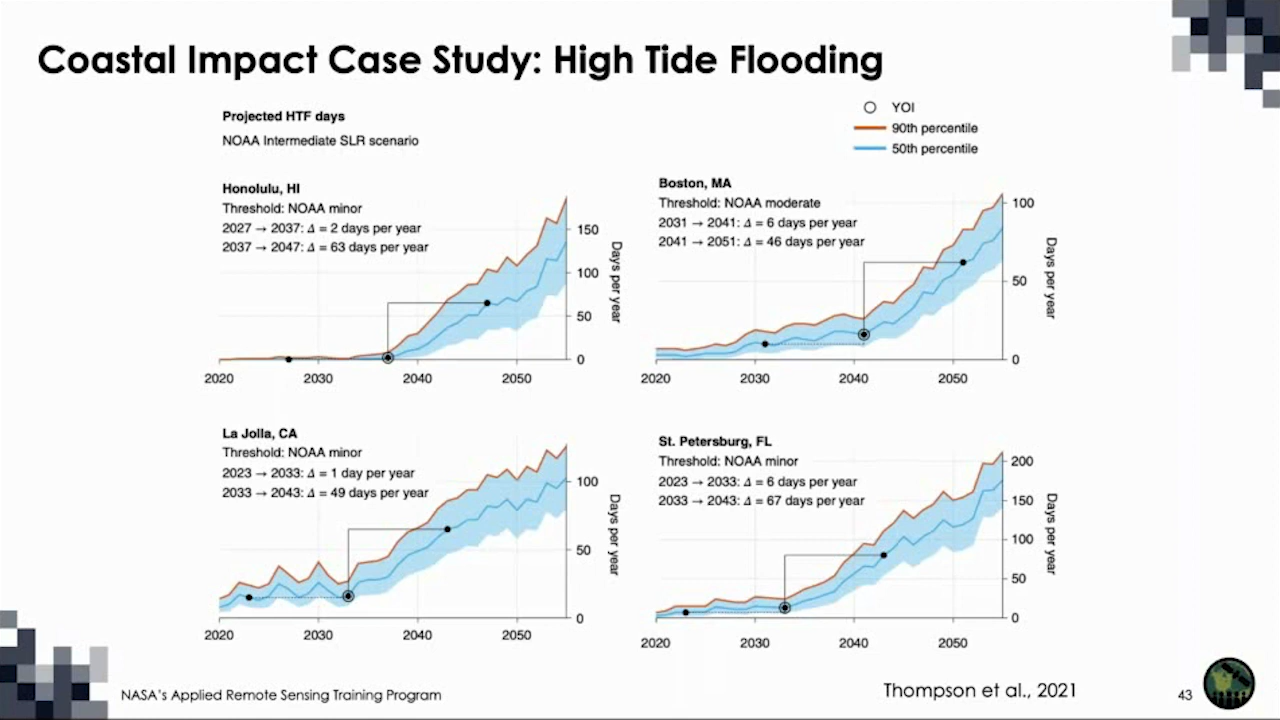 Coastal Impact Case Study: High Tide Flooding
Projected HTF days
NOAA Intermediate SLR scenario
YOI
90th percentile
50th percentile
Honolulu, HI
Threshold: NOAA minor
2027 → 2037: Δ = 2 days per year
2037 → 2047: Δ = 63 days per year
150
100
50
0
Days per year
2020 2030 2040 2050
Boston, MA
Threshold: NOAA moderate
2031 → 2041: Δ = 6 days per year
2041 → 2051: Δ = 46 days per year
100
50
0
Days per year
2020 2030 2040 2050
La Jolla, CA
Threshold: NOAA minor
2023 → 2033: Δ = 1 day per year
2033 → 2043: Δ = 49 days per year
100
50
0
Days per year
2020 2030 2040 2050
St. Petersburg, FL
Threshold: NOAA minor
2023 → 2033: Δ = 6 days per year
2033 → 2043: Δ = 67 days per year
200
150
100
50
0
Days per year
2020 2030 2040 2050
NASA's Applied Remote Sensing Training Program
Thompson et al., 2021
43